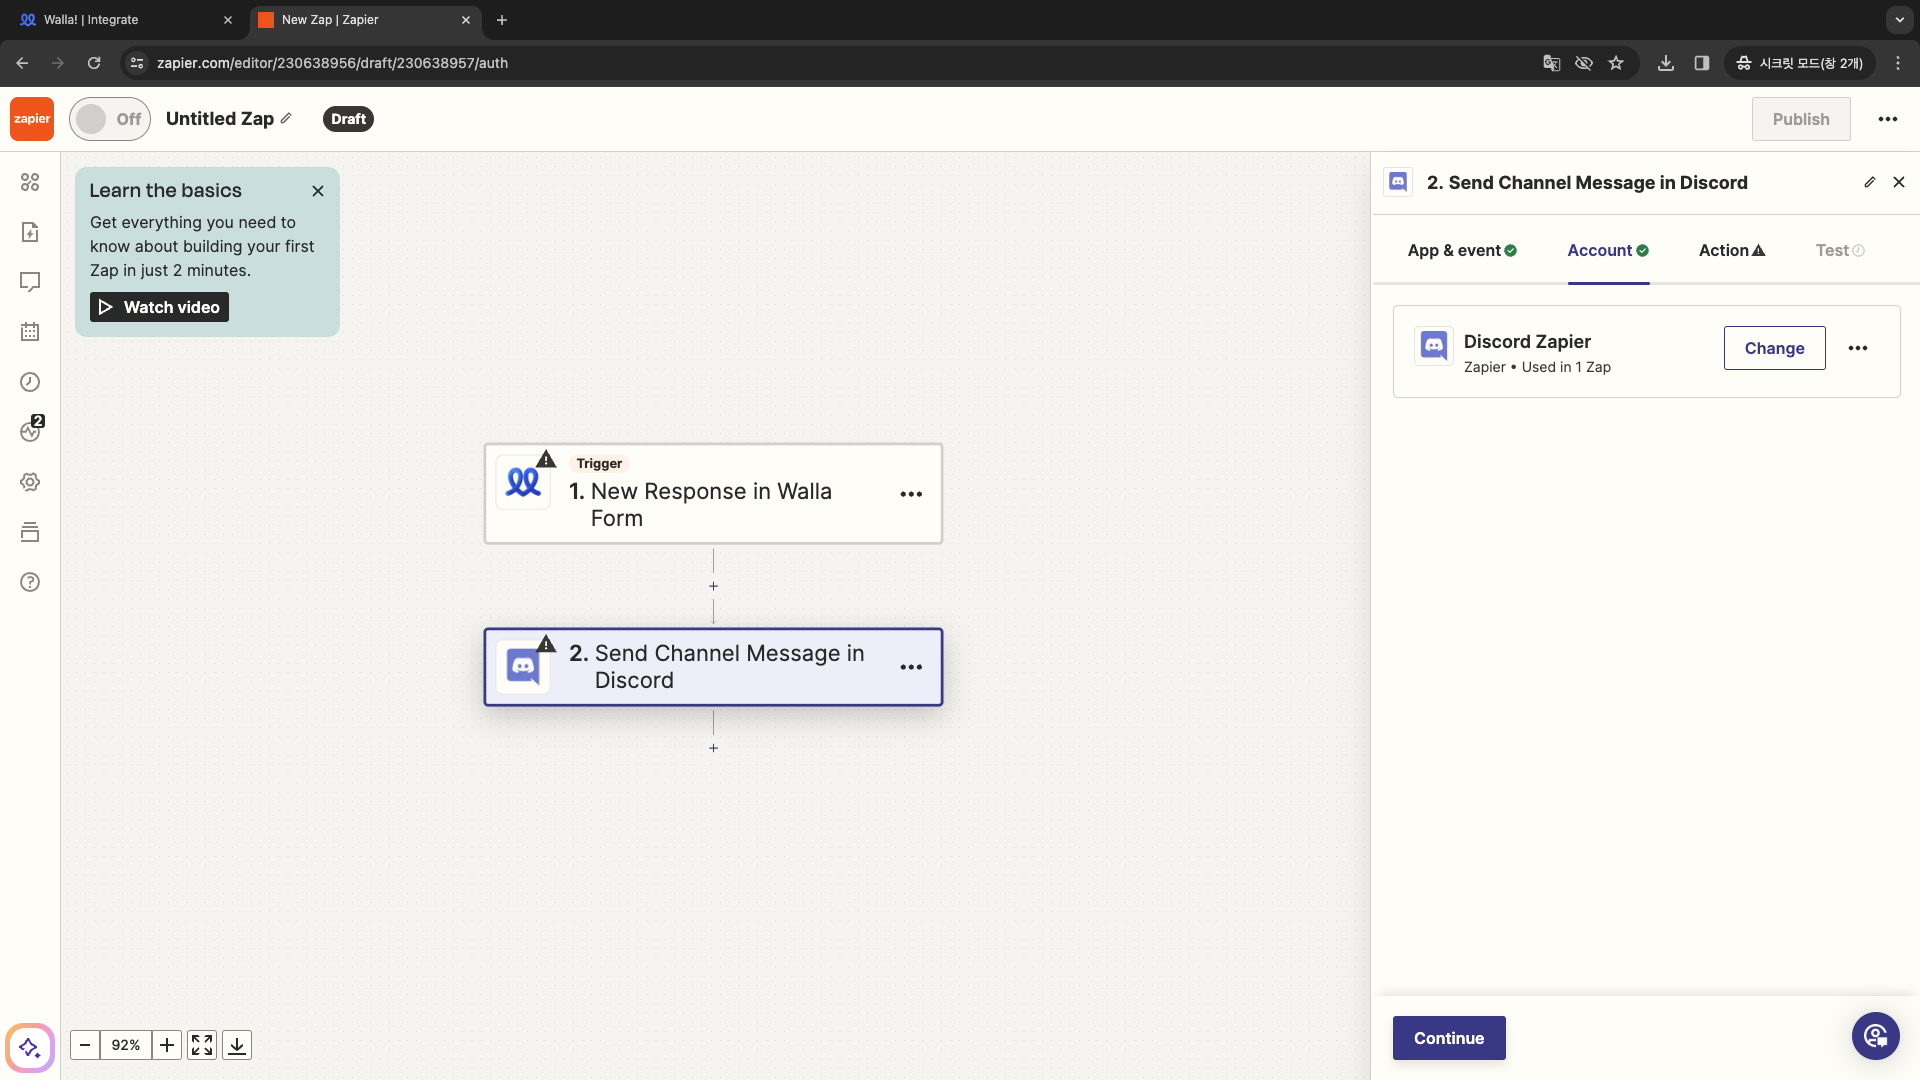 Walla! | Integrate
New Zap | Zapier
zapier.com/editor/230638956/draft/230638957/auth
시크릿 모드(창 2개)
zapier
Off
Untitled Zap
Draft
Publish
Learn the basics
Get everything you need to
know about building your first
Zap in just 2 minutes.
Watch video
2
Trigger
1. New Response in Walla
Form
2. Send Channel Message in
Discord
92%
2. Send Channel Message in Discord
App & event
Account
Action
Test
Discord Zapier
Zapier • Used in 1 Zap
Change
Continue